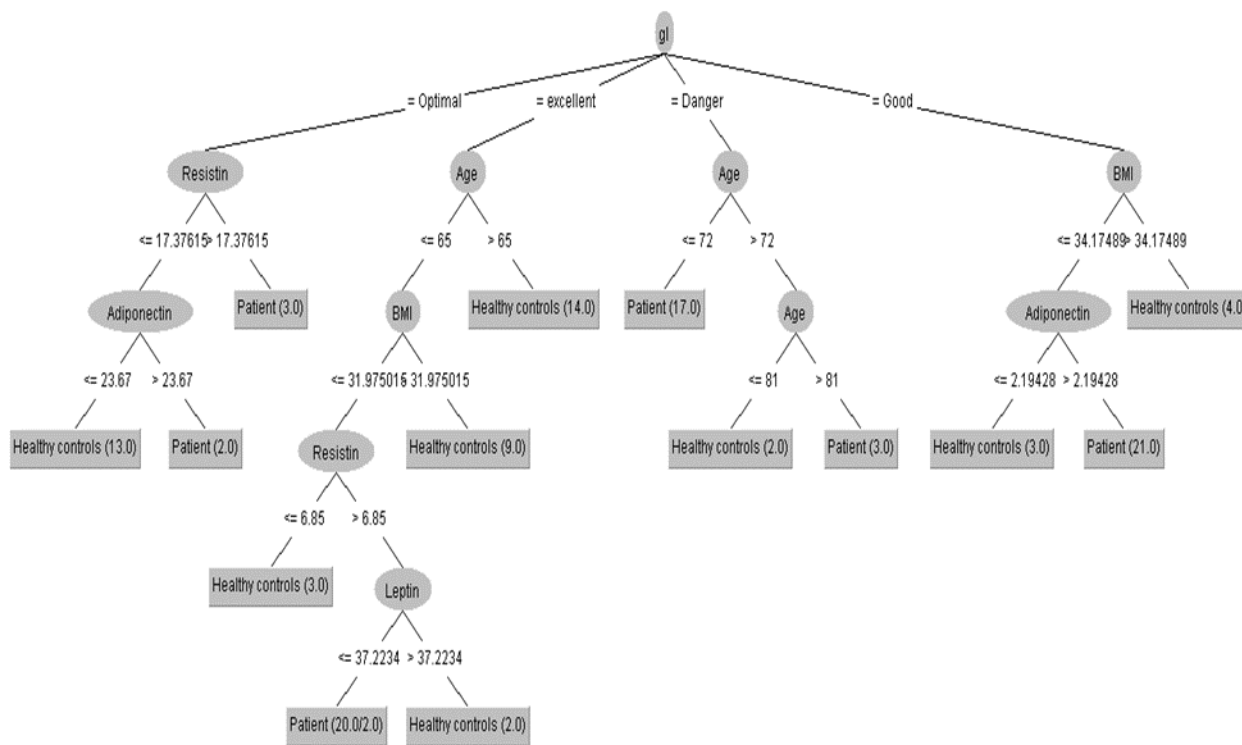 gl
= Optimal = excellent = Danger = Good
Resistin Age Age BMI
<= 17.37615 > 17.37615 <= 65 > 65 <= 72 > 72 <= 34.17489 > 34.17489
Adiponectin Patient (3.0) BMI Healthy controls (14.0) Patient (17.0) Age Adiponectin Healthy controls (4.0)
<= 23.67 > 23.67 <= 31.975015 31.975015 <= 81 > 81 <= 2.19428 > 2.19428
Healthy controls (13.0) Patient (2.0) Resistin Healthy controls (9.0) Healthy controls (2.0) Patient (3.0) Healthy controls (3.0) Patient (21.0)
<= 6.85 > 6.85
Healthy controls (3.0) Leptin
<= 37.2234 > 37.2234
Patient (20.0/2.0) Healthy controls (2.0)